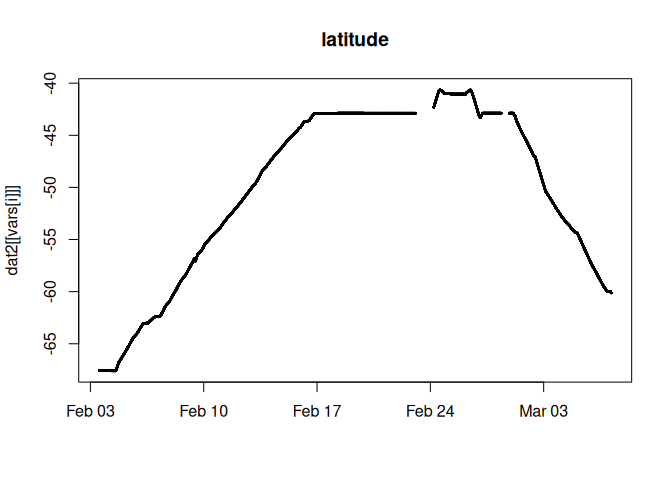 latitude
dat2[[vars[i]]]
-40
-45
-50
-55
-60
-65
Feb 03
Feb 10
Feb 17
Feb 24
Mar 03